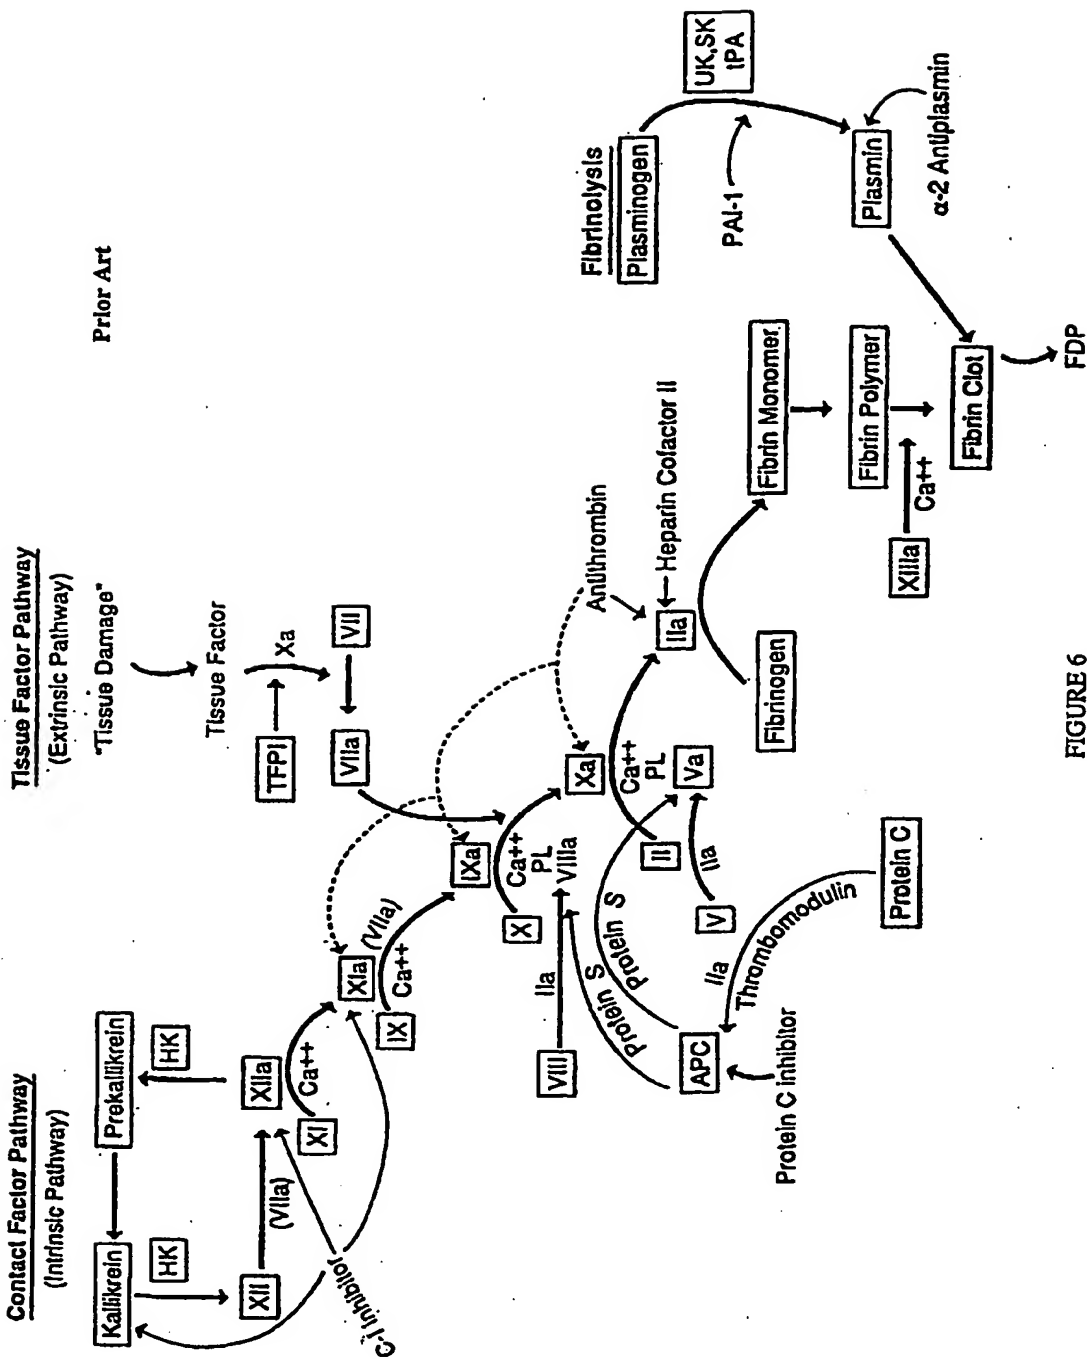 Contact Factor Pathway
(Intrinsic Pathway)
Kallikrein
Prekallikrein
HK
HK
XII
(VIIa)
XIIa
C-I Inhibitor
XI
Ca++
XIa
(VIIa)
IX
Ca++
IXa
Tissue Factor Pathway
(Extrinsic Pathway)
"Tissue Damage"
Tissue Factor
TFPI
Xa
VIIa
VII
Prior Art
X
Ca++
PL
VIII
IIa
VIIIa
Xa
Protein S
Protein S
II
Ca++
PL
APC
V
IIa
Va
IIa
Thrombomodulin
Protein C inhibitor
Protein C
Antithrombin
IIa
Heparin Cofactor II
Fibrinogen
Fibrin Monomer
Fibrin Polymer
XIIIa
Ca++
Fibrin Clot
FDP
Fibrinolysis
Plasminogen
UK,SK
tPA
PAI-1
Plasmin
α-2 Antiplasmin
FIGURE 6